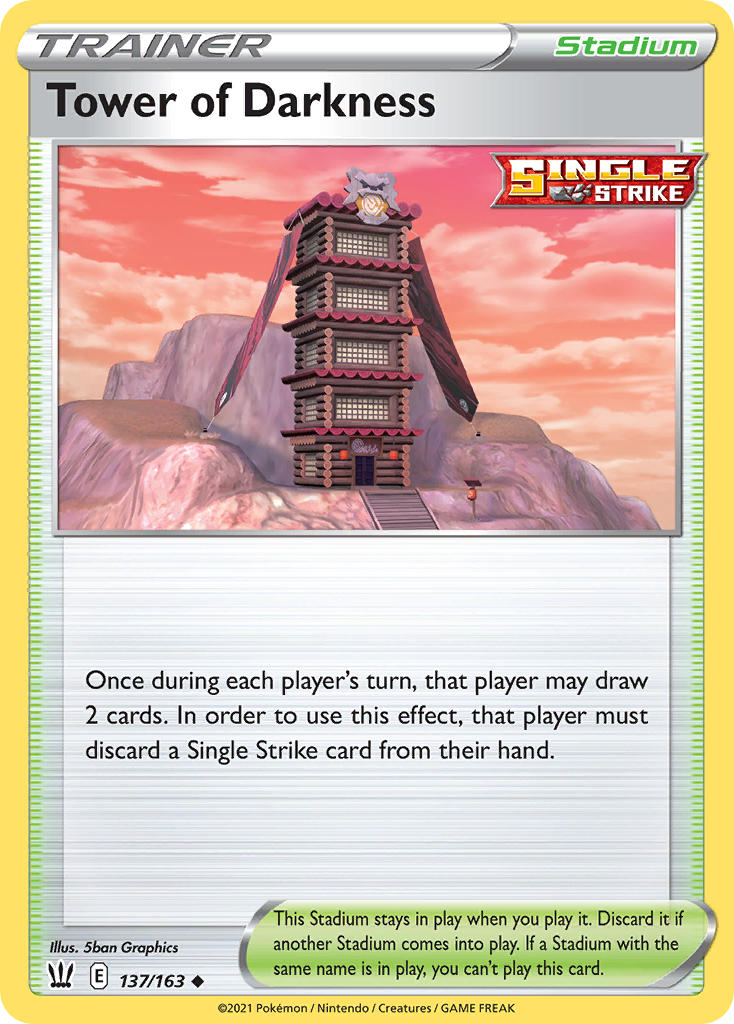 TRAINER
Stadium
Tower of Darkness
SINGLE
STRIKE
Once during each player's turn, that player may draw
2 cards. In order to use this effect, that player must
discard a Single Strike card from their hand.
This Stadium stays in play when you play it. Discard it if
another Stadium comes into play. If a Stadium with the
same name is in play, you can't play this card.
Illus. 5ban Graphics
E 137/163
©2021 Pokémon / Nintendo / Creatures / GAME FREAK